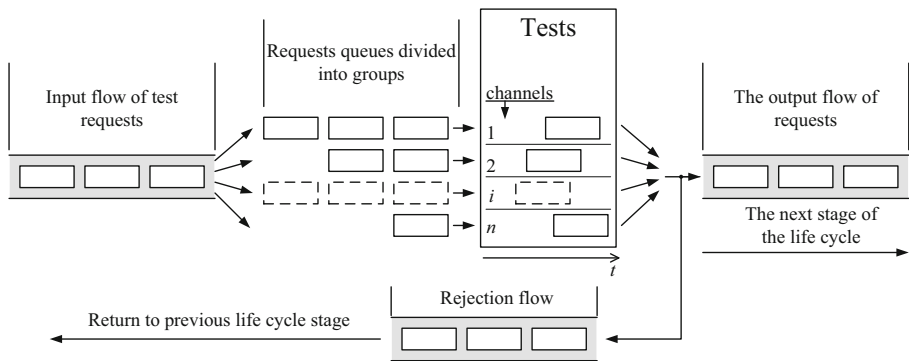 Input flow of test
requests
Requests queues divided
into groups
Tests
channels
1
2
i
n
t
The output flow of
requests
The next stage of
the life cycle
Rejection flow
Return to previous life cycle stage